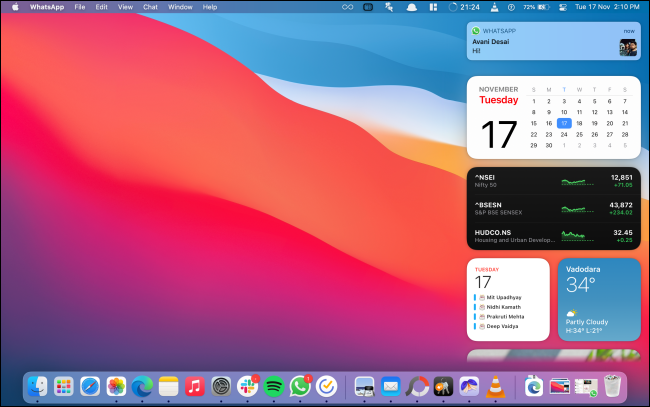 WhatsApp File Edit View Chat Window Help 21:24 72% Tue 17 Nov 2:10 PM
WHATSAPP now
Avani Desai
Hi!
NOVEMBER
Tuesday
17
S M T W T F S
1 2 3 4 5 6 7
8 9 10 11 12 13 14
15 16 17 18 19 20 21
22 23 24 25 26 27 28
29 30 1 2 3 4 5
^NSEI 12,851
Nifty 50 +71.05
^BSESN 43,872
S&P BSE SENSEX +234.02
HUDCO.NS 32.45
Housing and Urban Develop... +0.25
TUESDAY
17
Mit Upadhyay
Nidhi Kamath
Prakruti Mehta
Deep Vaidya
Vadodara
34°
Partly Cloudy
H:34° L:21°